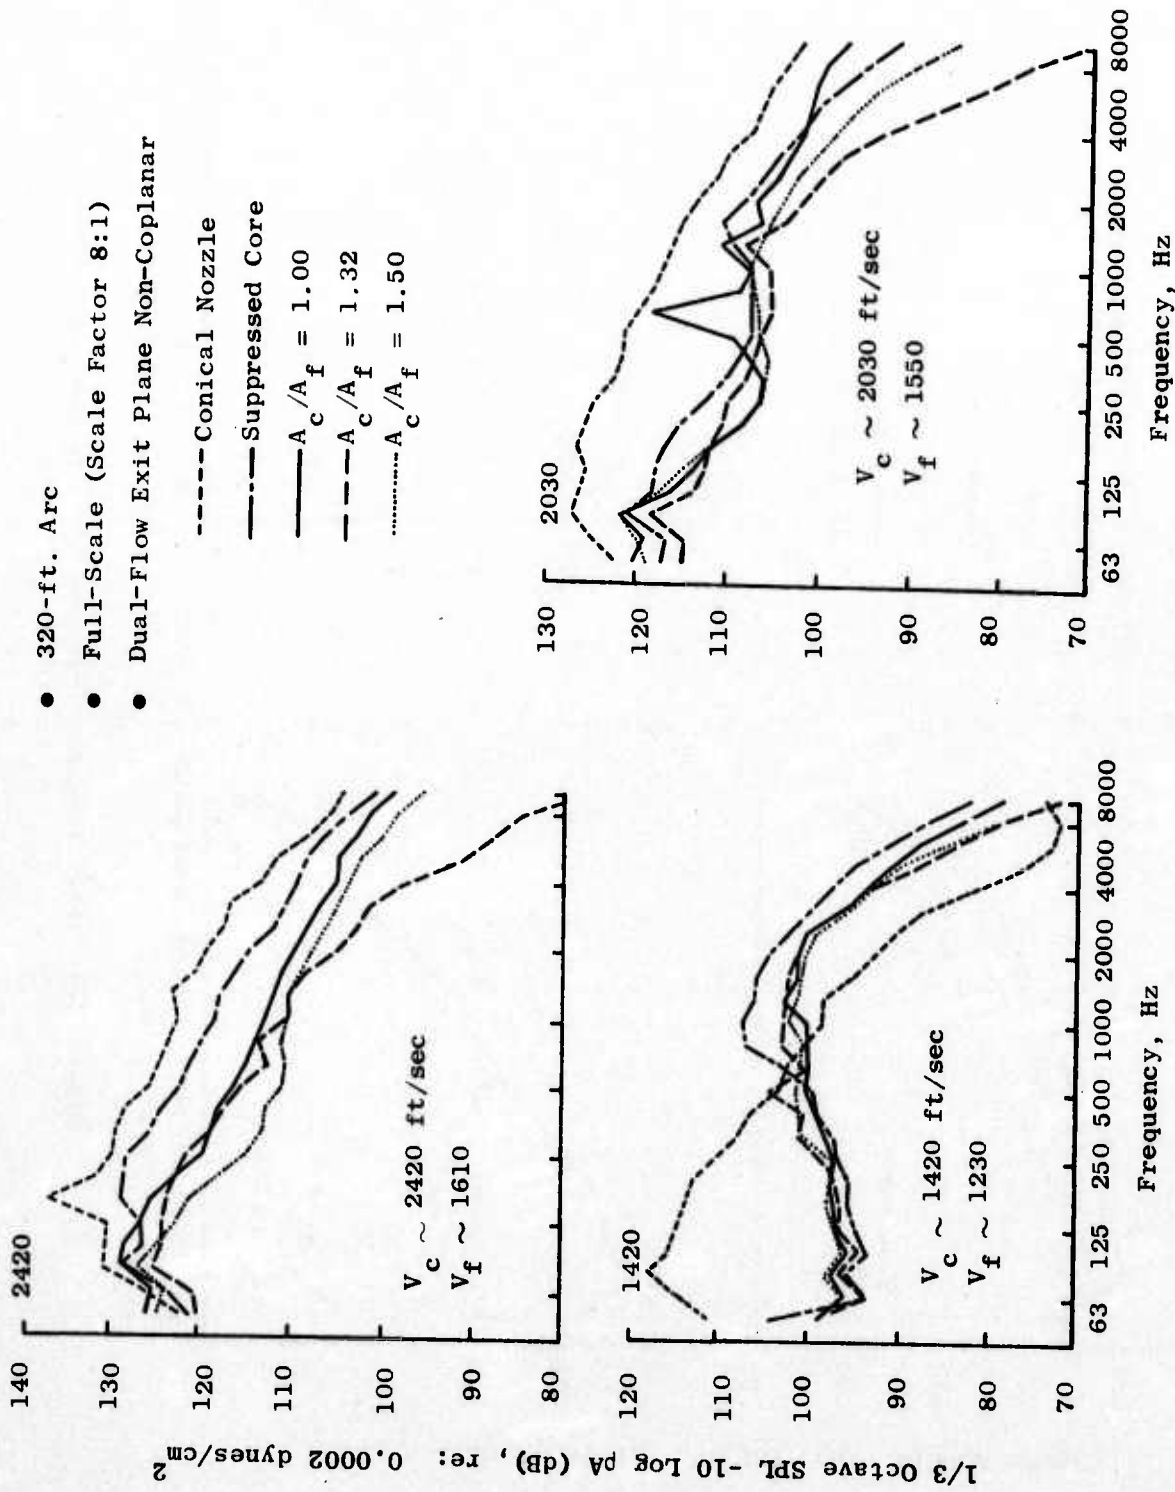 ● 320-ft. Arc
● Full-Scale (Scale Factor 8:1)
● Dual-Flow Exit Plane Non-Coplanar
Conical Nozzle
Suppressed Core
A_c/A_f = 1.00
A_c/A_f = 1.32
A_c/A_f = 1.50
1/3 Octave SPL -10 Log ρA (dB), re: 0.0002 dynes/cm²
140
130
120
110
100
90
80
2420
V_c ~ 2420 ft/sec
V_f ~ 1610
120
110
100
90
80
70
1420
V_c ~ 1420 ft/sec
V_f ~ 1230
63 125 250 500 1000 2000 4000 8000
Frequency, Hz
130
120
110
100
90
80
70
2030
V_c ~ 2030 ft/sec
V_f ~ 1550
63 125 250 500 1000 2000 4000 8000
Frequency, Hz